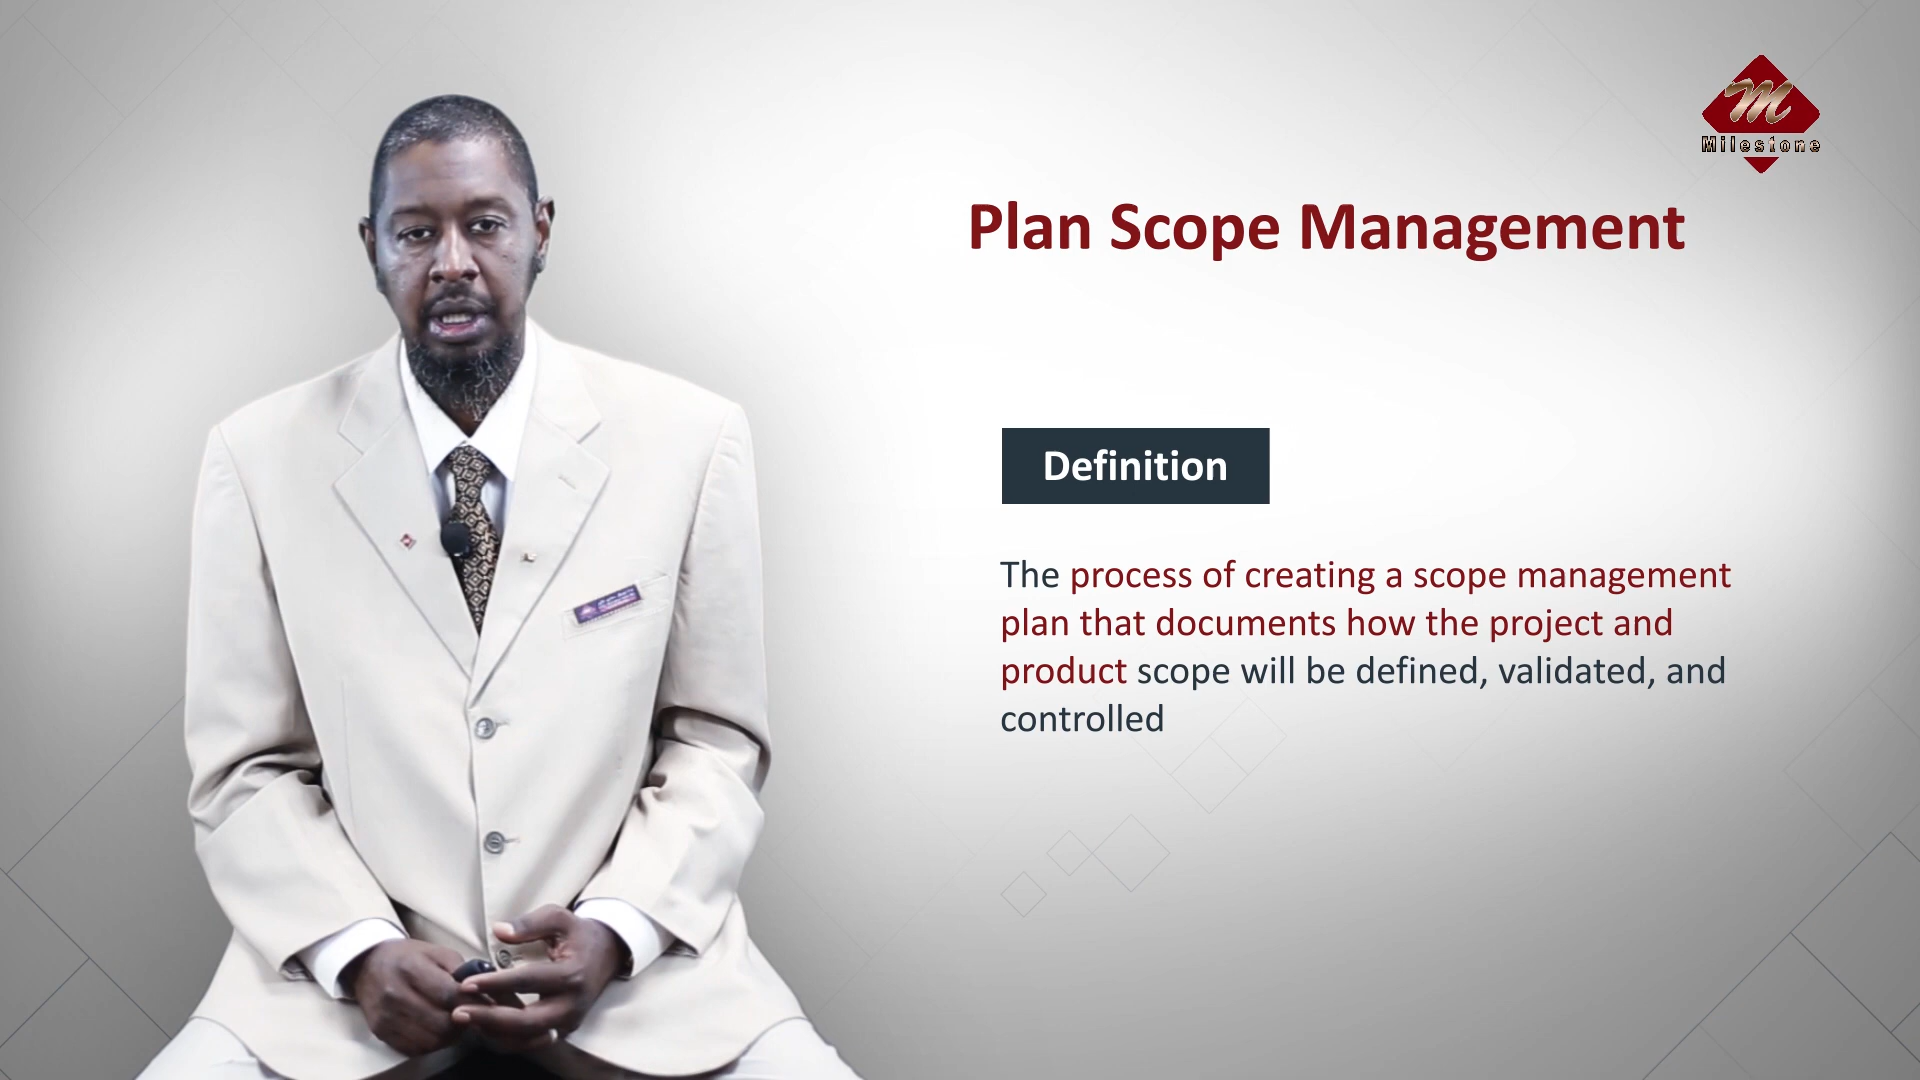 Milestone
Plan Scope Management
Definition
The process of creating a scope management
plan that documents how the project and
product scope will be defined, validated, and
controlled